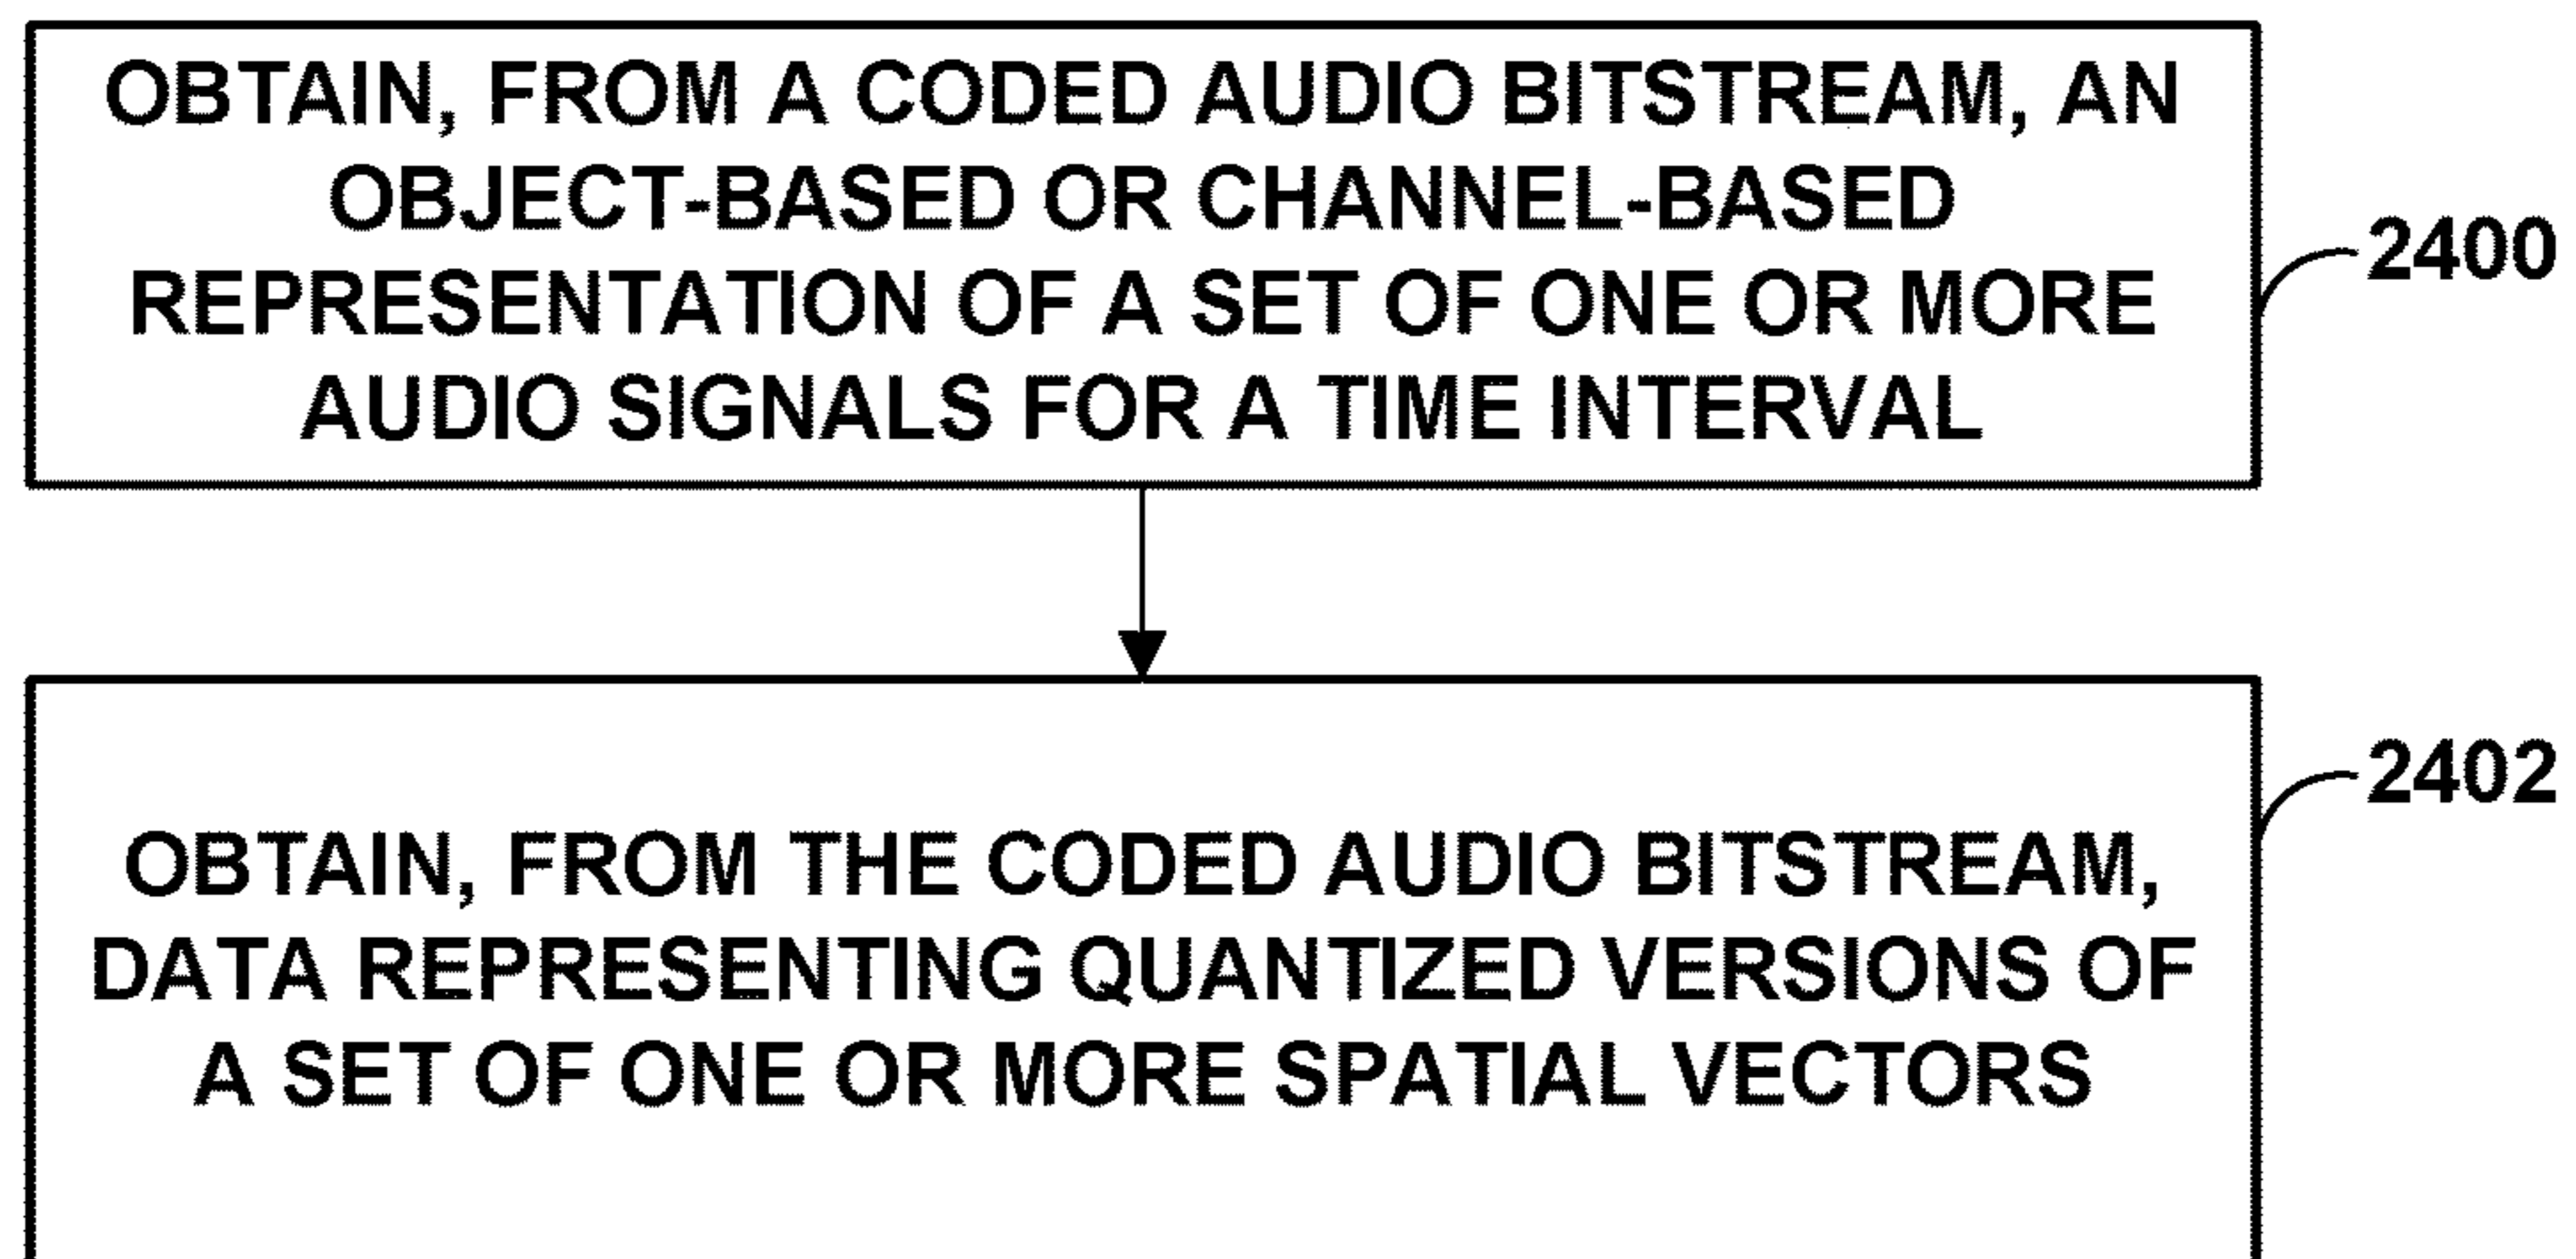 OBTAIN, FROM A CODED AUDIO BITSTREAM, AN
OBJECT-BASED OR CHANNEL-BASED
REPRESENTATION OF A SET OF ONE OR MORE
AUDIO SIGNALS FOR A TIME INTERVAL
2400
2402
OBTAIN, FROM THE CODED AUDIO BITSTREAM,
DATA REPRESENTING QUANTIZED VERSIONS OF
A SET OF ONE OR MORE SPATIAL VECTORS